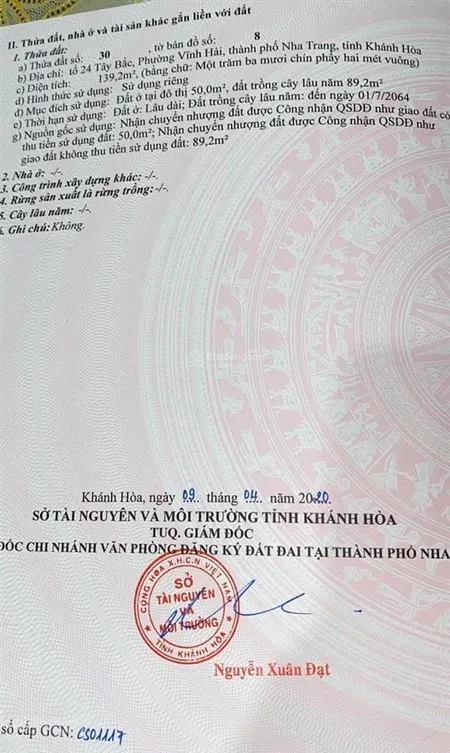 II. Thửa đất, nhà ở và tài sản khác gắn liền với đất
1. Thửa đất:
a) Thửa đất số: 30 , tờ bản đồ số: 8
b) Địa chỉ: tổ 24 Tây Bắc, Phường Vĩnh Hải, thành phố Nha Trang, tỉnh Khánh Hòa
c) Diện tích: 139,2m², (bằng chữ: Một trăm ba mươi chín phẩy hai mét vuông)
d) Hình thức sử dụng: Sử dụng riêng
đ) Mục đích sử dụng: Đất ở tại đô thị 50,0m², đất trồng cây lâu năm 89,2m²
e) Thời hạn sử dụng: Đất ở: Lâu dài; Đất trồng cây lâu năm: đến ngày 01/7/2064
g) Nguồn gốc sử dụng: Nhận chuyển nhượng đất được Công nhận QSDĐ như giao đất có
thu tiền sử dụng đất: 50,0m²; Nhận chuyển nhượng đất được Công nhận QSDĐ như
giao đất không thu tiền sử dụng đất: 89,2m²
2. Nhà ở: -/-.
3. Công trình xây dựng khác: -/-.
4. Rừng sản xuất là rừng trồng: -/-.
5. Cây lâu năm: -/-.
6. Ghi chú: Không.
Khánh Hòa, ngày 09 tháng 04 năm 2020
SỞ TÀI NGUYÊN VÀ MÔI TRƯỜNG TỈNH KHÁNH HÒA
TUQ. GIÁM ĐỐC
ĐỐC CHI NHÁNH VĂN PHÒNG ĐĂNG KÝ ĐẤT ĐAI TẠI THÀNH PHỐ NHA
CỘNG HÒA X.H.C.N VIỆT NAM
SỞ
TÀI NGUYÊN
VÀ
MÔI TRƯỜNG
TỈNH KHÁNH HÒA
Nguyễn Xuân Đạt
số cấp GCN: CS01117